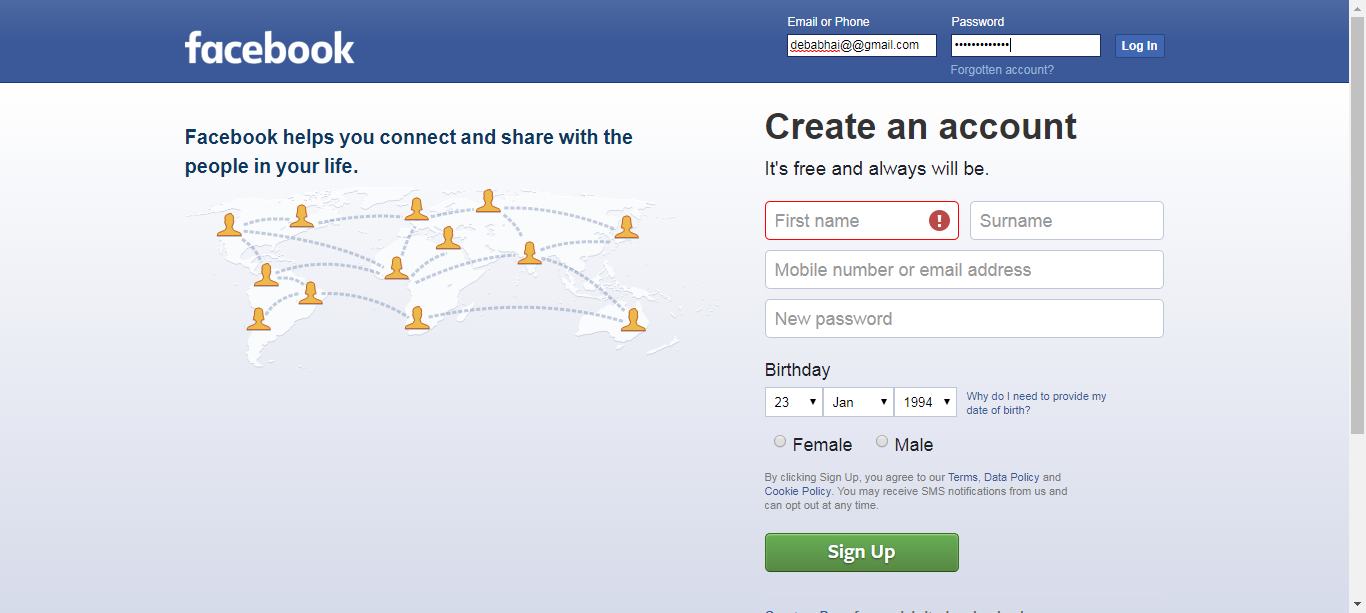 Email or Phone
Password
facebook
debabhai@@gmail.com
•••••••••••••
Log In
Forgotten account?
Facebook helps you connect and share with the
people in your life.
Create an account
It's free and always will be.
First name
Surname
Mobile number or email address
New password
Birthday
23
Jan
1994
Why do I need to provide my
date of birth?
Female
Male
By clicking Sign Up, you agree to our Terms, Data Policy and
Cookie Policy. You may receive SMS notifications from us and
can opt out at any time.
Sign Up